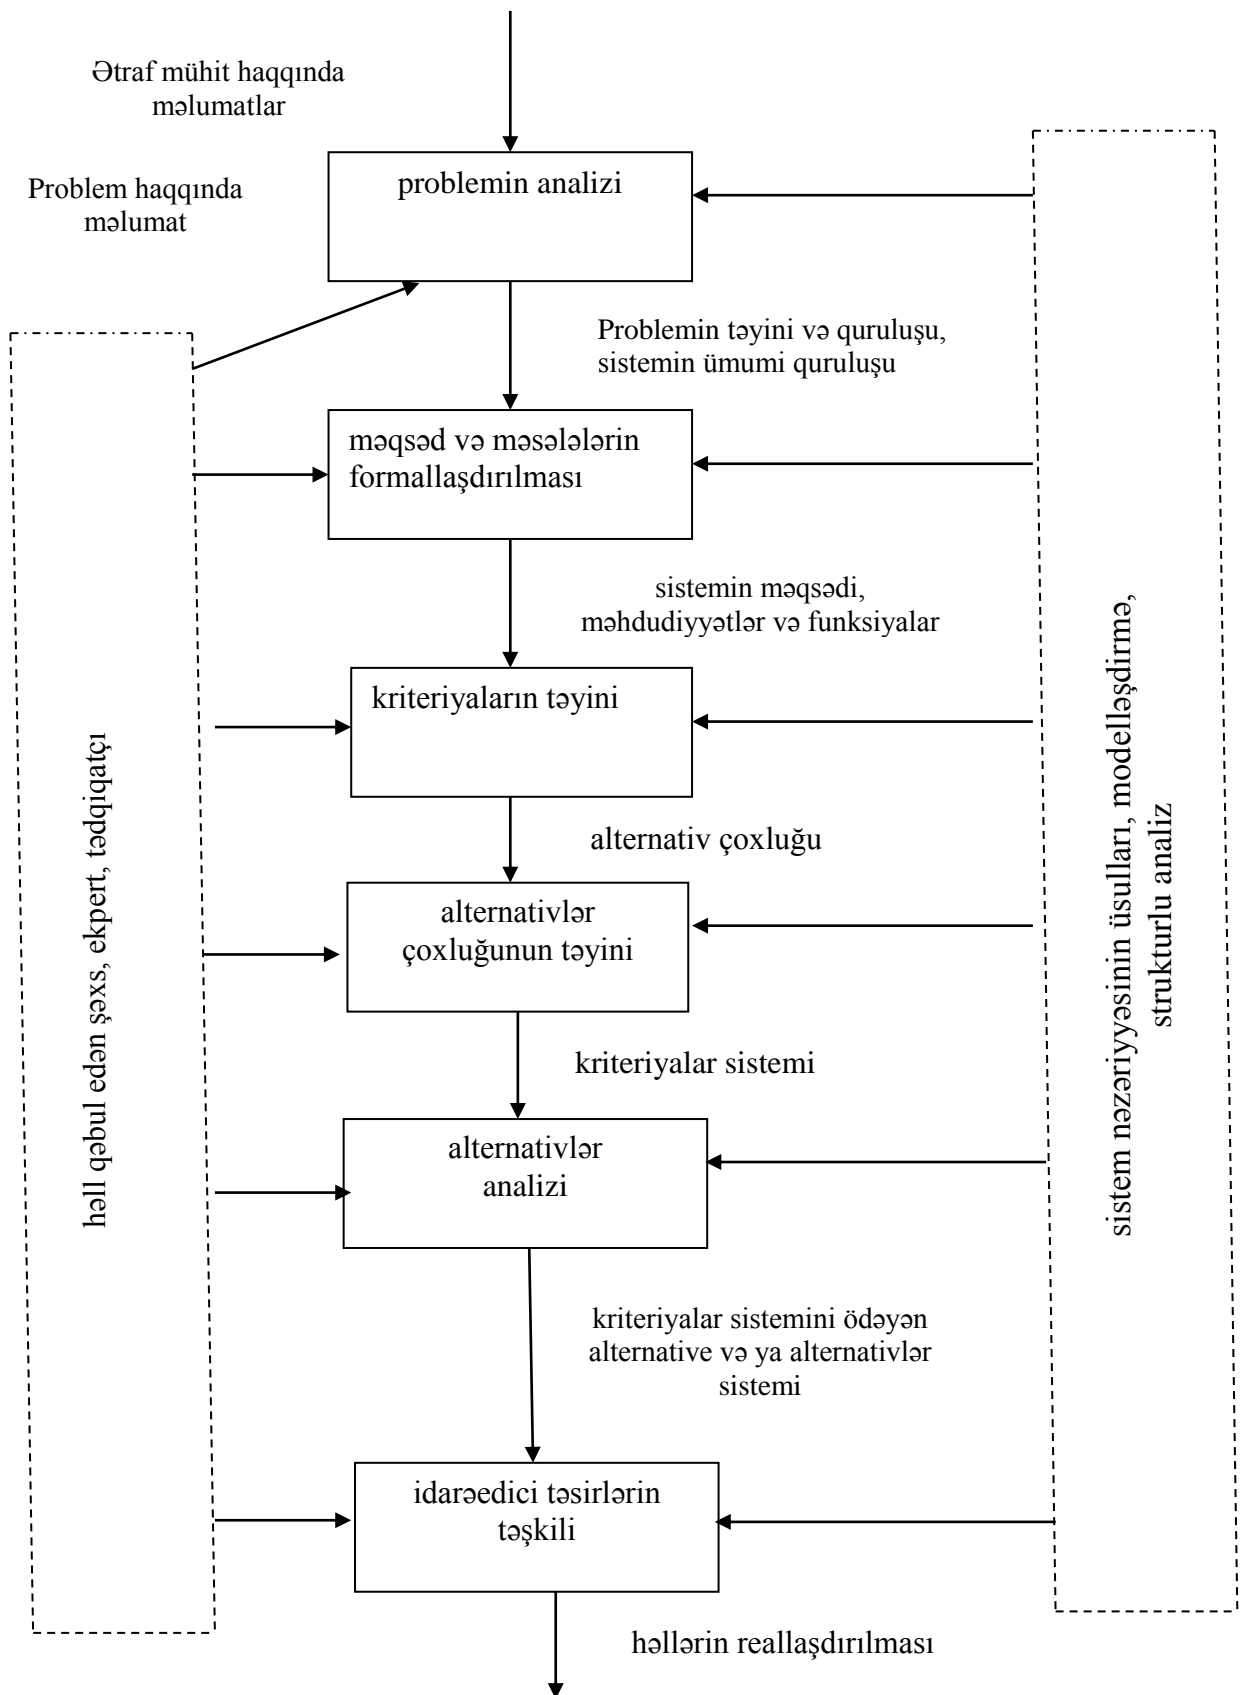 Ətraf mühit haqqında
məlumatlar
problemin analizi
Problem haqqında
məlumat
Problemin təyini və quruluşu,
sistemin ümumi quruluşu
məqsəd və məsələlərin
formallaşdırılması
sistemin məqsədi,
məhdudiyyətlər və funksiyalar
kriteriyaların təyini
alternativ çoxluğu
alternativlər
çoxluğunun təyini
kriteriyalar sistemi
alternativlər
analizi
kriteriyalar sistemini ödəyən
alternative və ya alternativlər
sistemi
idarəedici təsirlərin
təşkili
həllərin reallaşdırılması
həll qəbul edən şəxs, ekpert, tədqiqatçı
sistem nəzəriyyəsinin üsulları, modelləşdirmə,
strukturlu analiz